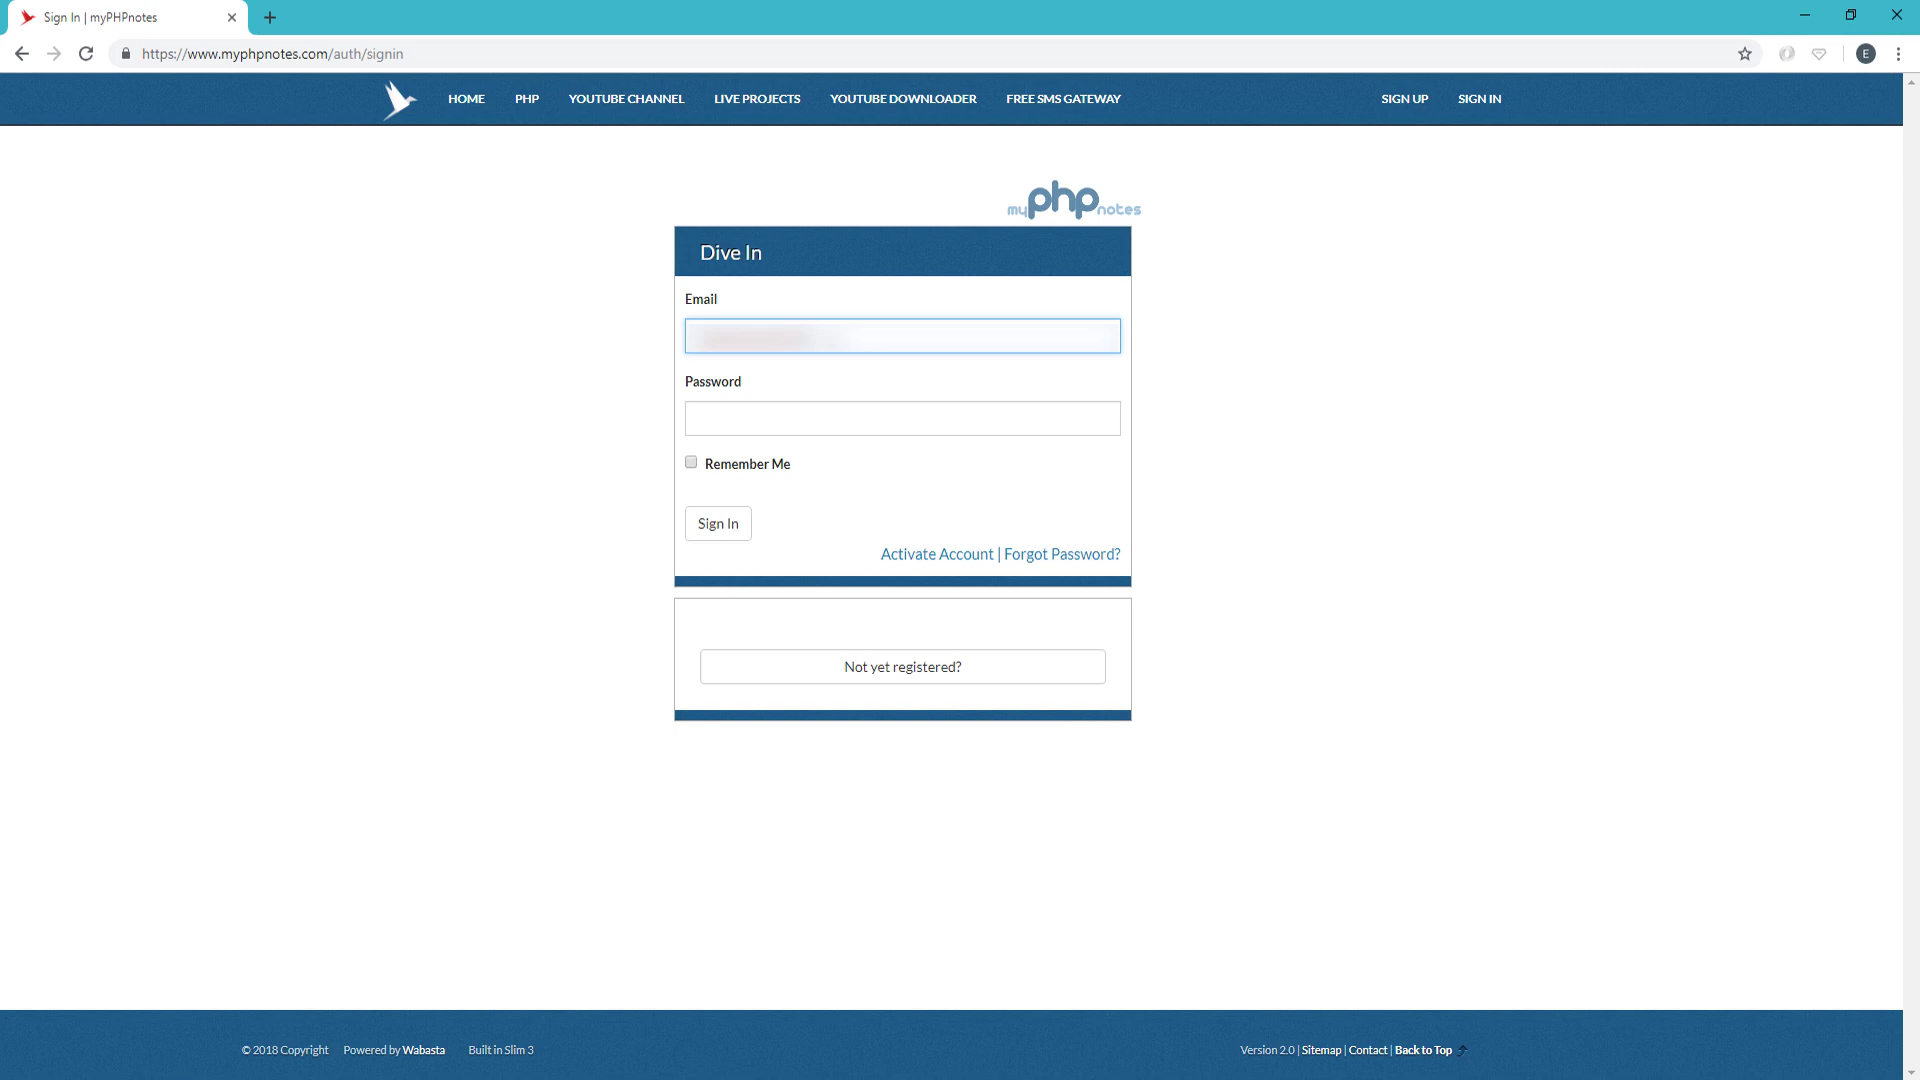 Sign In | myPHPnotes
https://www.myphpnotes.com/auth/signin
E
HOME PHP YOUTUBE CHANNEL LIVE PROJECTS YOUTUBE DOWNLOADER FREE SMS GATEWAY SIGN UP SIGN IN
myphpnotes
Dive In
Email
Password
Remember Me
Sign In
Activate Account | Forgot Password?
Not yet registered?
© 2018 Copyright Powered by Wabasta Built in Slim 3 Version 2.0 | Sitemap | Contact | Back to Top